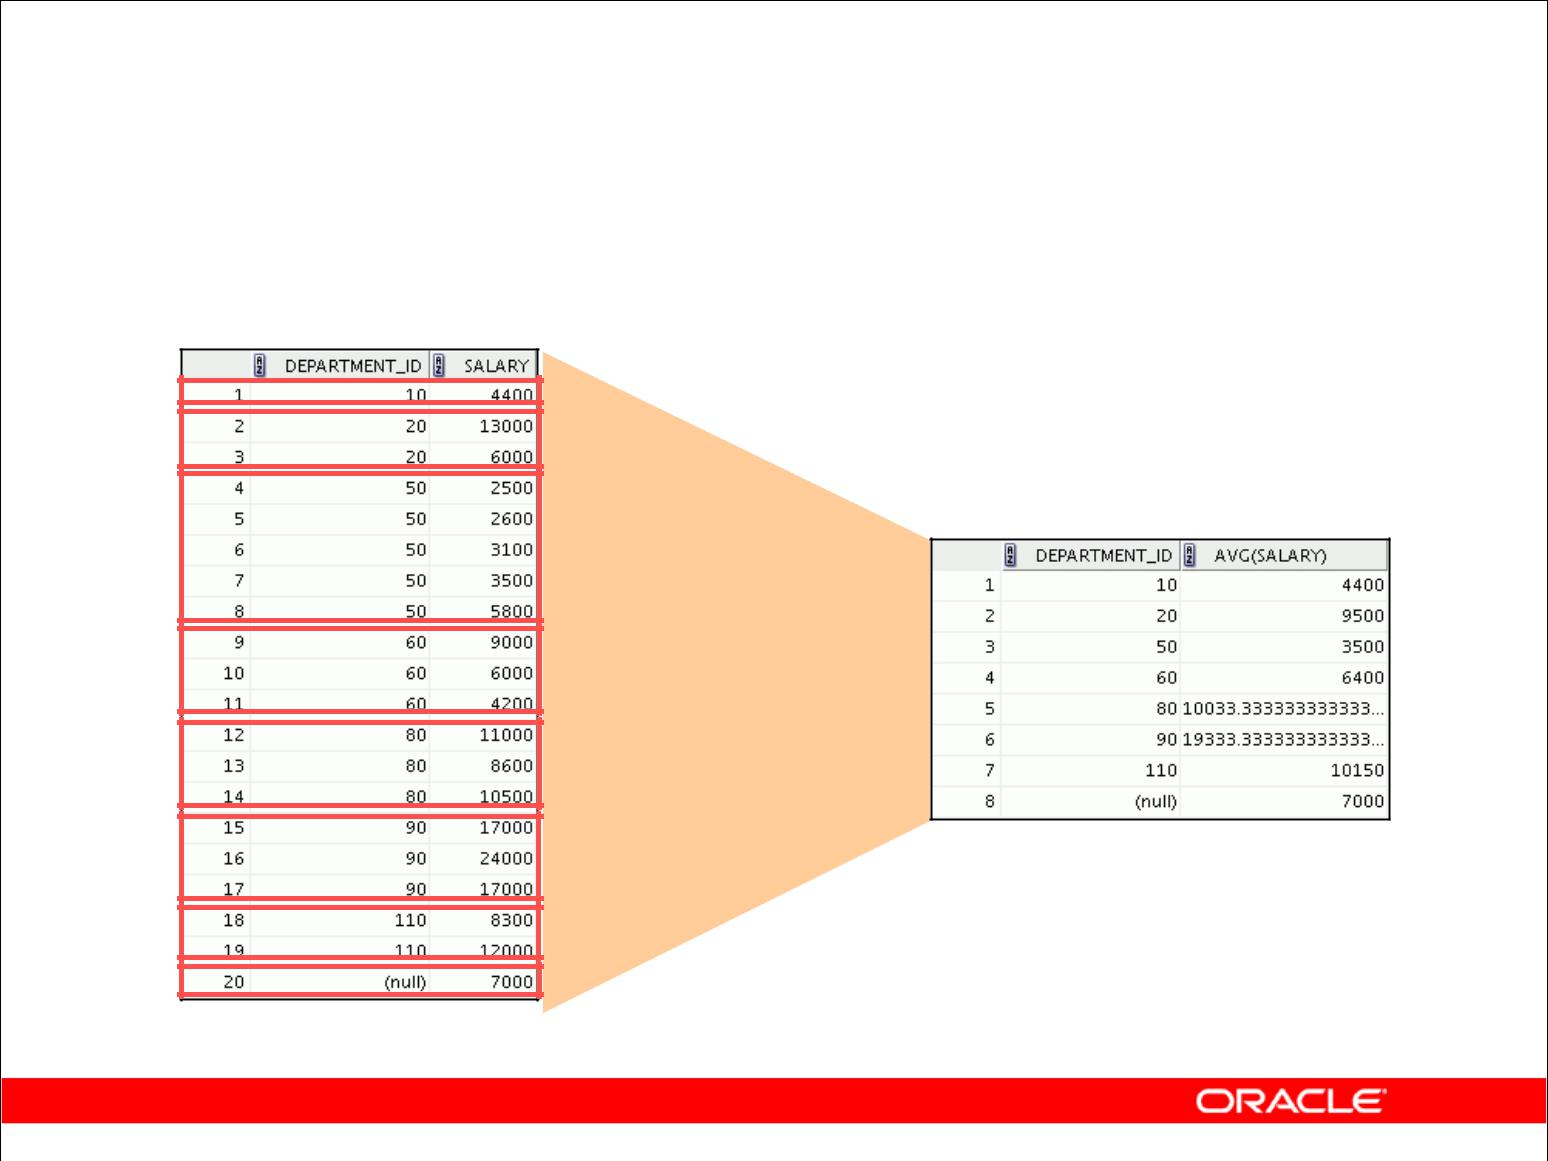 DEPARTMENT_ID SALARY
1 10 4400
2 20 13000
3 20 6000
4 50 2500
5 50 2600
6 50 3100
7 50 3500
8 50 5800
9 60 9000
10 60 6000
11 60 4200
12 80 11000
13 80 8600
14 80 10500
15 90 17000
16 90 24000
17 90 17000
18 110 8300
19 110 12000
20 (null) 7000
DEPARTMENT_ID AVG(SALARY)
1 10 4400
2 20 9500
3 50 3500
4 60 6400
5 80 10033.333333333333...
6 90 19333.333333333333...
7 110 10150
8 (null) 7000
ORACLE